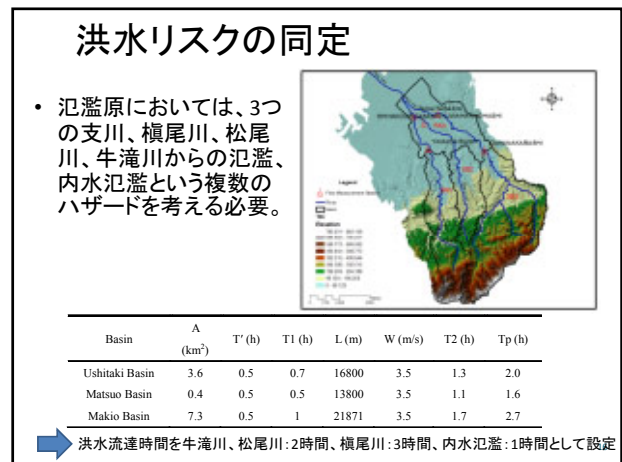 洪水リスクの同定
• 氾濫原においては、3つ
の支川、槇尾川、松尾
川、牛滝川からの氾濫、
内水氾濫という複数の
ハザードを考える必要。
Legend
Elevation
Basin A (km²) T′ (h) T1 (h) L (m) W (m/s) T2 (h) Tp (h)
Ushitaki Basin 3.6 0.5 0.7 16800 3.5 1.3 2.0
Matsuo Basin 0.4 0.5 0.5 13800 3.5 1.1 1.6
Makio Basin 7.3 0.5 1 21871 3.5 1.7 2.7
洪水流達時間を牛滝川、松尾川：2時間、槇尾川：3時間、内水氾濫：1時間として設定